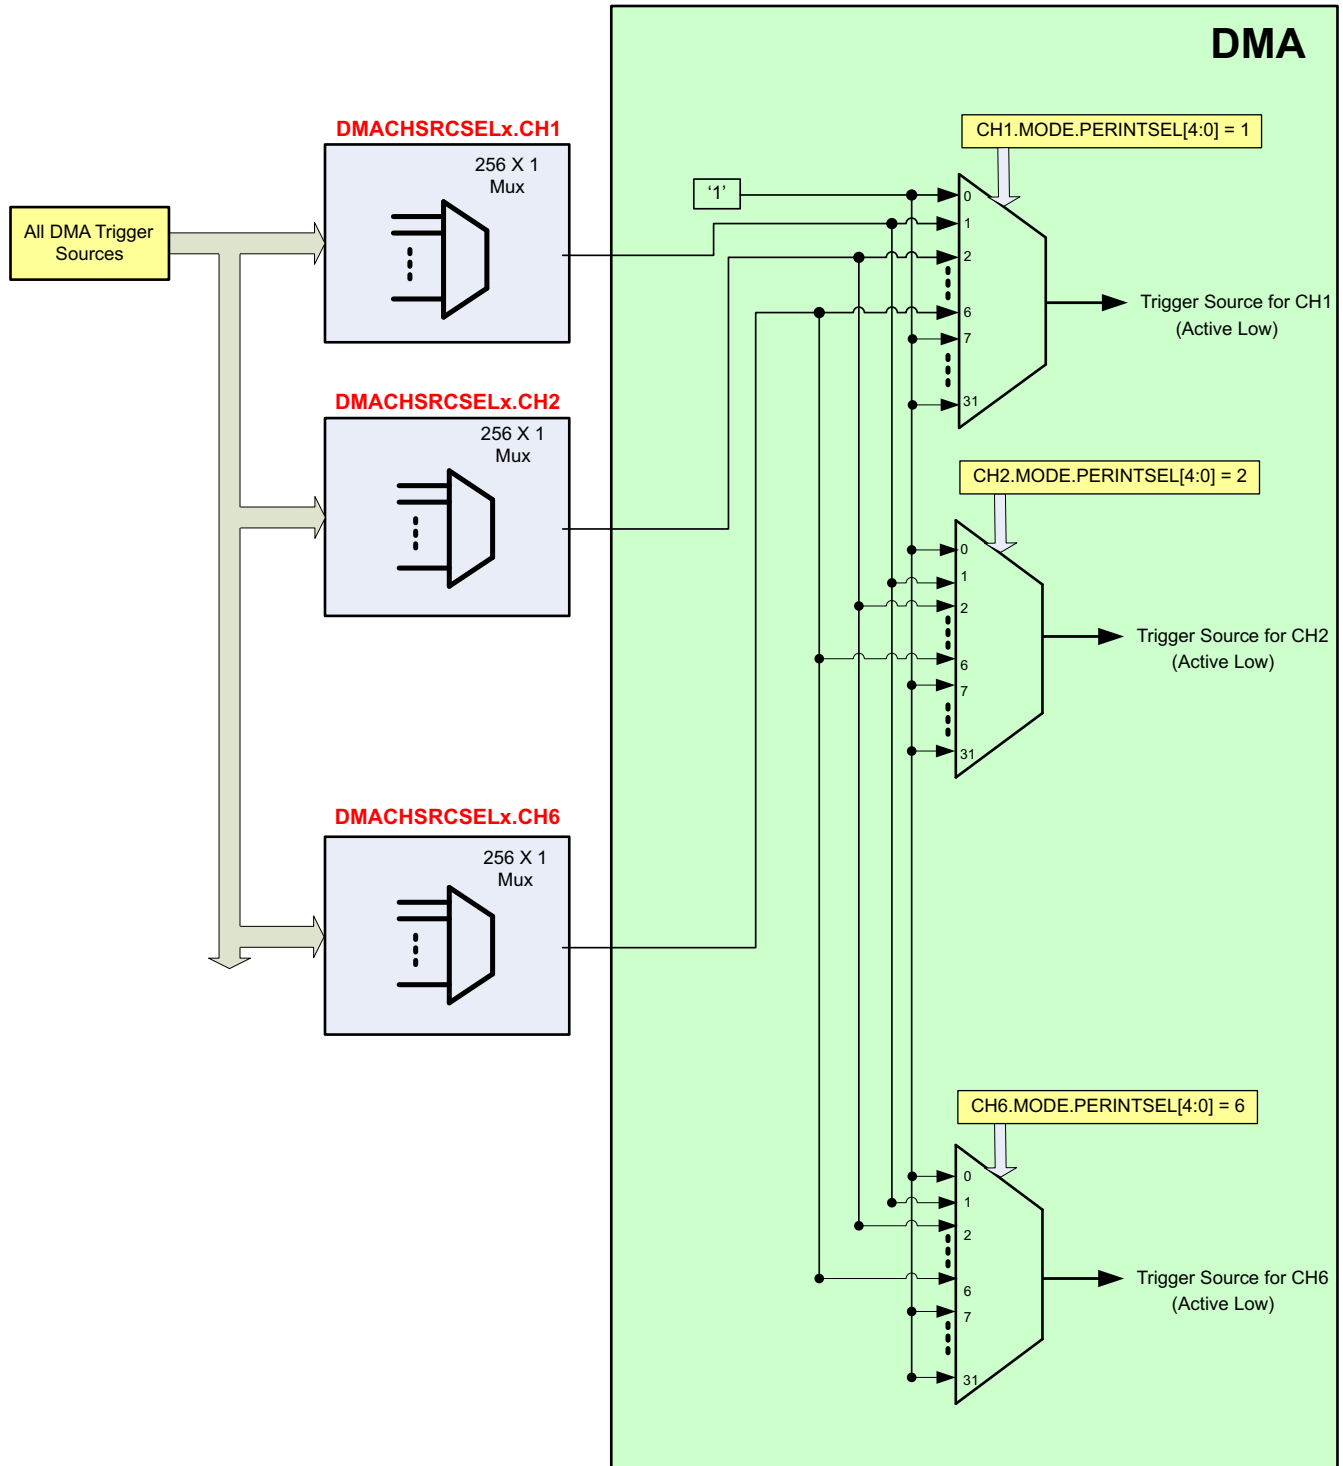 DMA
DMACHSRCSELx.CH1
256 X 1
Mux
All DMA Trigger
Sources
CH1.MODE.PERINTSEL[4:0] = 1
‘1’
0
1
2
6
7
31
Trigger Source for CH1
(Active Low)
DMACHSRCSELx.CH2
256 X 1
Mux
CH2.MODE.PERINTSEL[4:0] = 2
0
1
2
6
7
31
Trigger Source for CH2
(Active Low)
DMACHSRCSELx.CH6
256 X 1
Mux
CH6.MODE.PERINTSEL[4:0] = 6
0
1
2
6
7
31
Trigger Source for CH6
(Active Low)